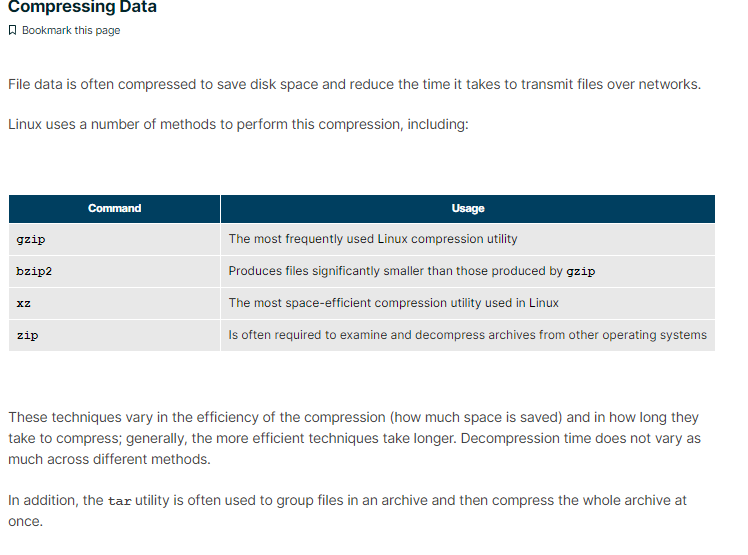 Compressing Data
Bookmark this page
File data is often compressed to save disk space and reduce the time it takes to transmit files over networks.
Linux uses a number of methods to perform this compression, including:
Command Usage
gzip The most frequently used Linux compression utility
bzip2 Produces files significantly smaller than those produced by gzip
xz The most space-efficient compression utility used in Linux
zip Is often required to examine and decompress archives from other operating systems
These techniques vary in the efficiency of the compression (how much space is saved) and in how long they
take to compress; generally, the more efficient techniques take longer. Decompression time does not vary as
much across different methods.
In addition, the tar utility is often used to group files in an archive and then compress the whole archive at
once.